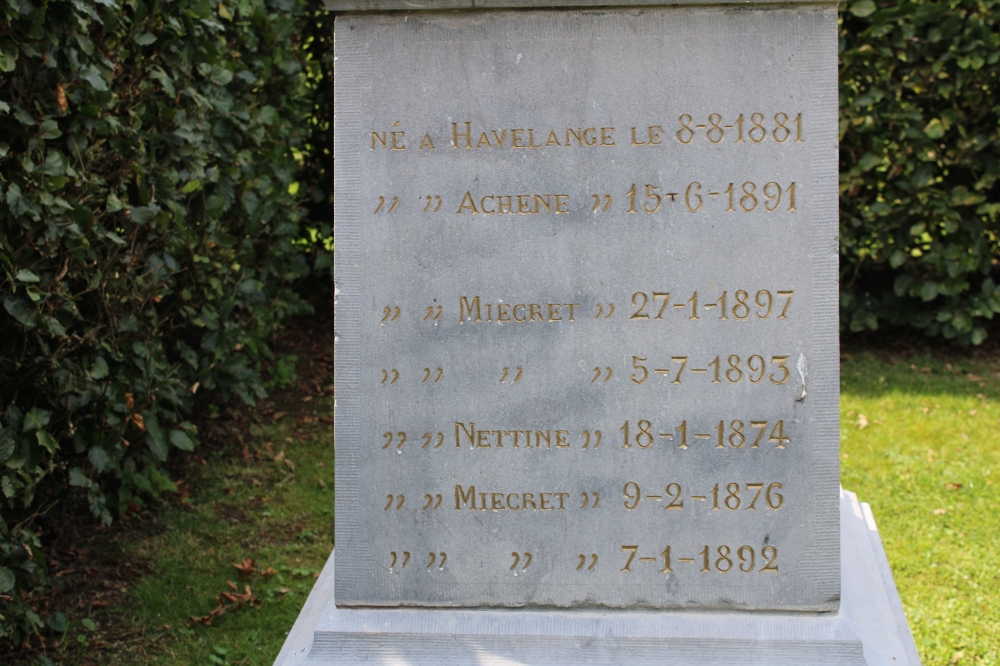 NÉ A HAVELANGE LE 8-8-1881
" " ACHENE " 15-6-1891
" " MIECRET " 27-1-1897
" " " " 5-7-1893
" " NETTINE " 18-1-1874
" " MIECRET " 9-2-1876
" " " " 7-1-1892